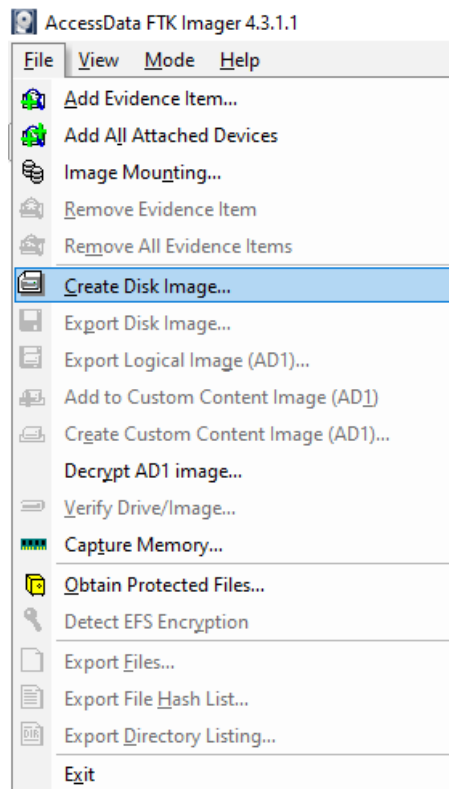 AccessData FTK Imager 4.3.1.1
File View Mode Help
Add Evidence Item...
Add All Attached Devices
Image Mounting...
Remove Evidence Item
Remove All Evidence Items
Create Disk Image...
Export Disk Image...
Export Logical Image (AD1)...
Add to Custom Content Image (AD1)
Create Custom Content Image (AD1)...
Decrypt AD1 image...
Verify Drive/Image...
Capture Memory...
Obtain Protected Files...
Detect EFS Encryption
Export Files...
Export File Hash List...
DIR Export Directory Listing...
Exit